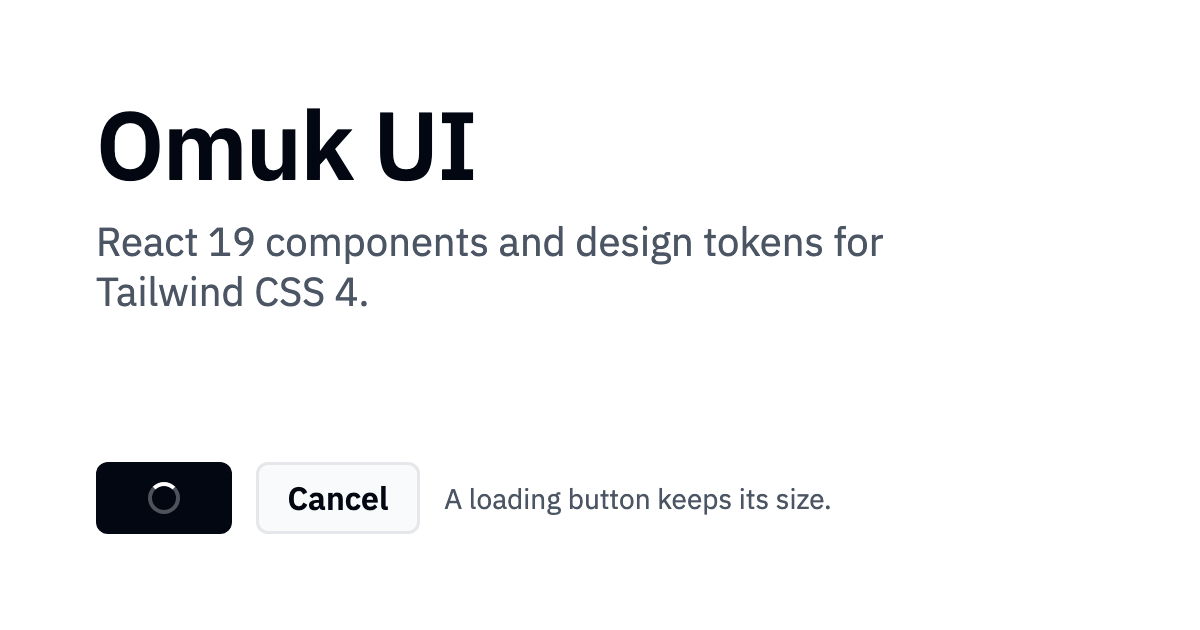 Omuk UI
React 19 components and design tokens for
Tailwind CSS 4.
Cancel
A loading button keeps its size.